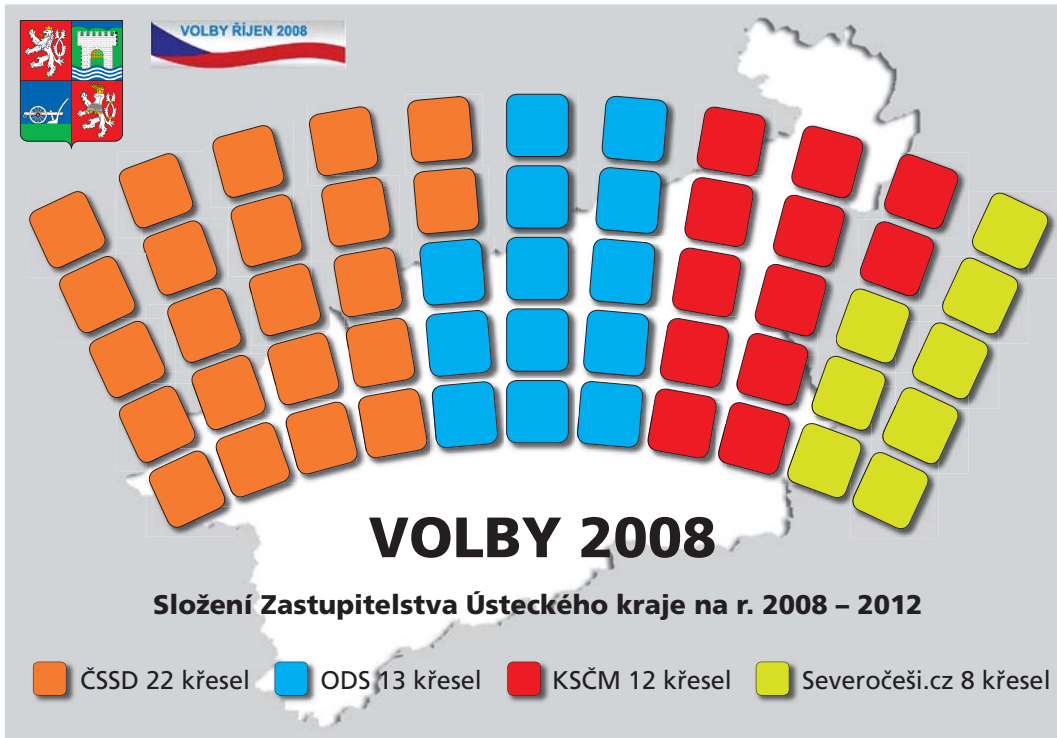 VOLBY ŘÍJEN 2008
VOLBY 2008
Složení Zastupitelstva Ústeckého kraje na r. 2008 – 2012
ČSSD 22 křesel
ODS 13 křesel
KSČM 12 křesel
Severočeši.cz 8 křesel